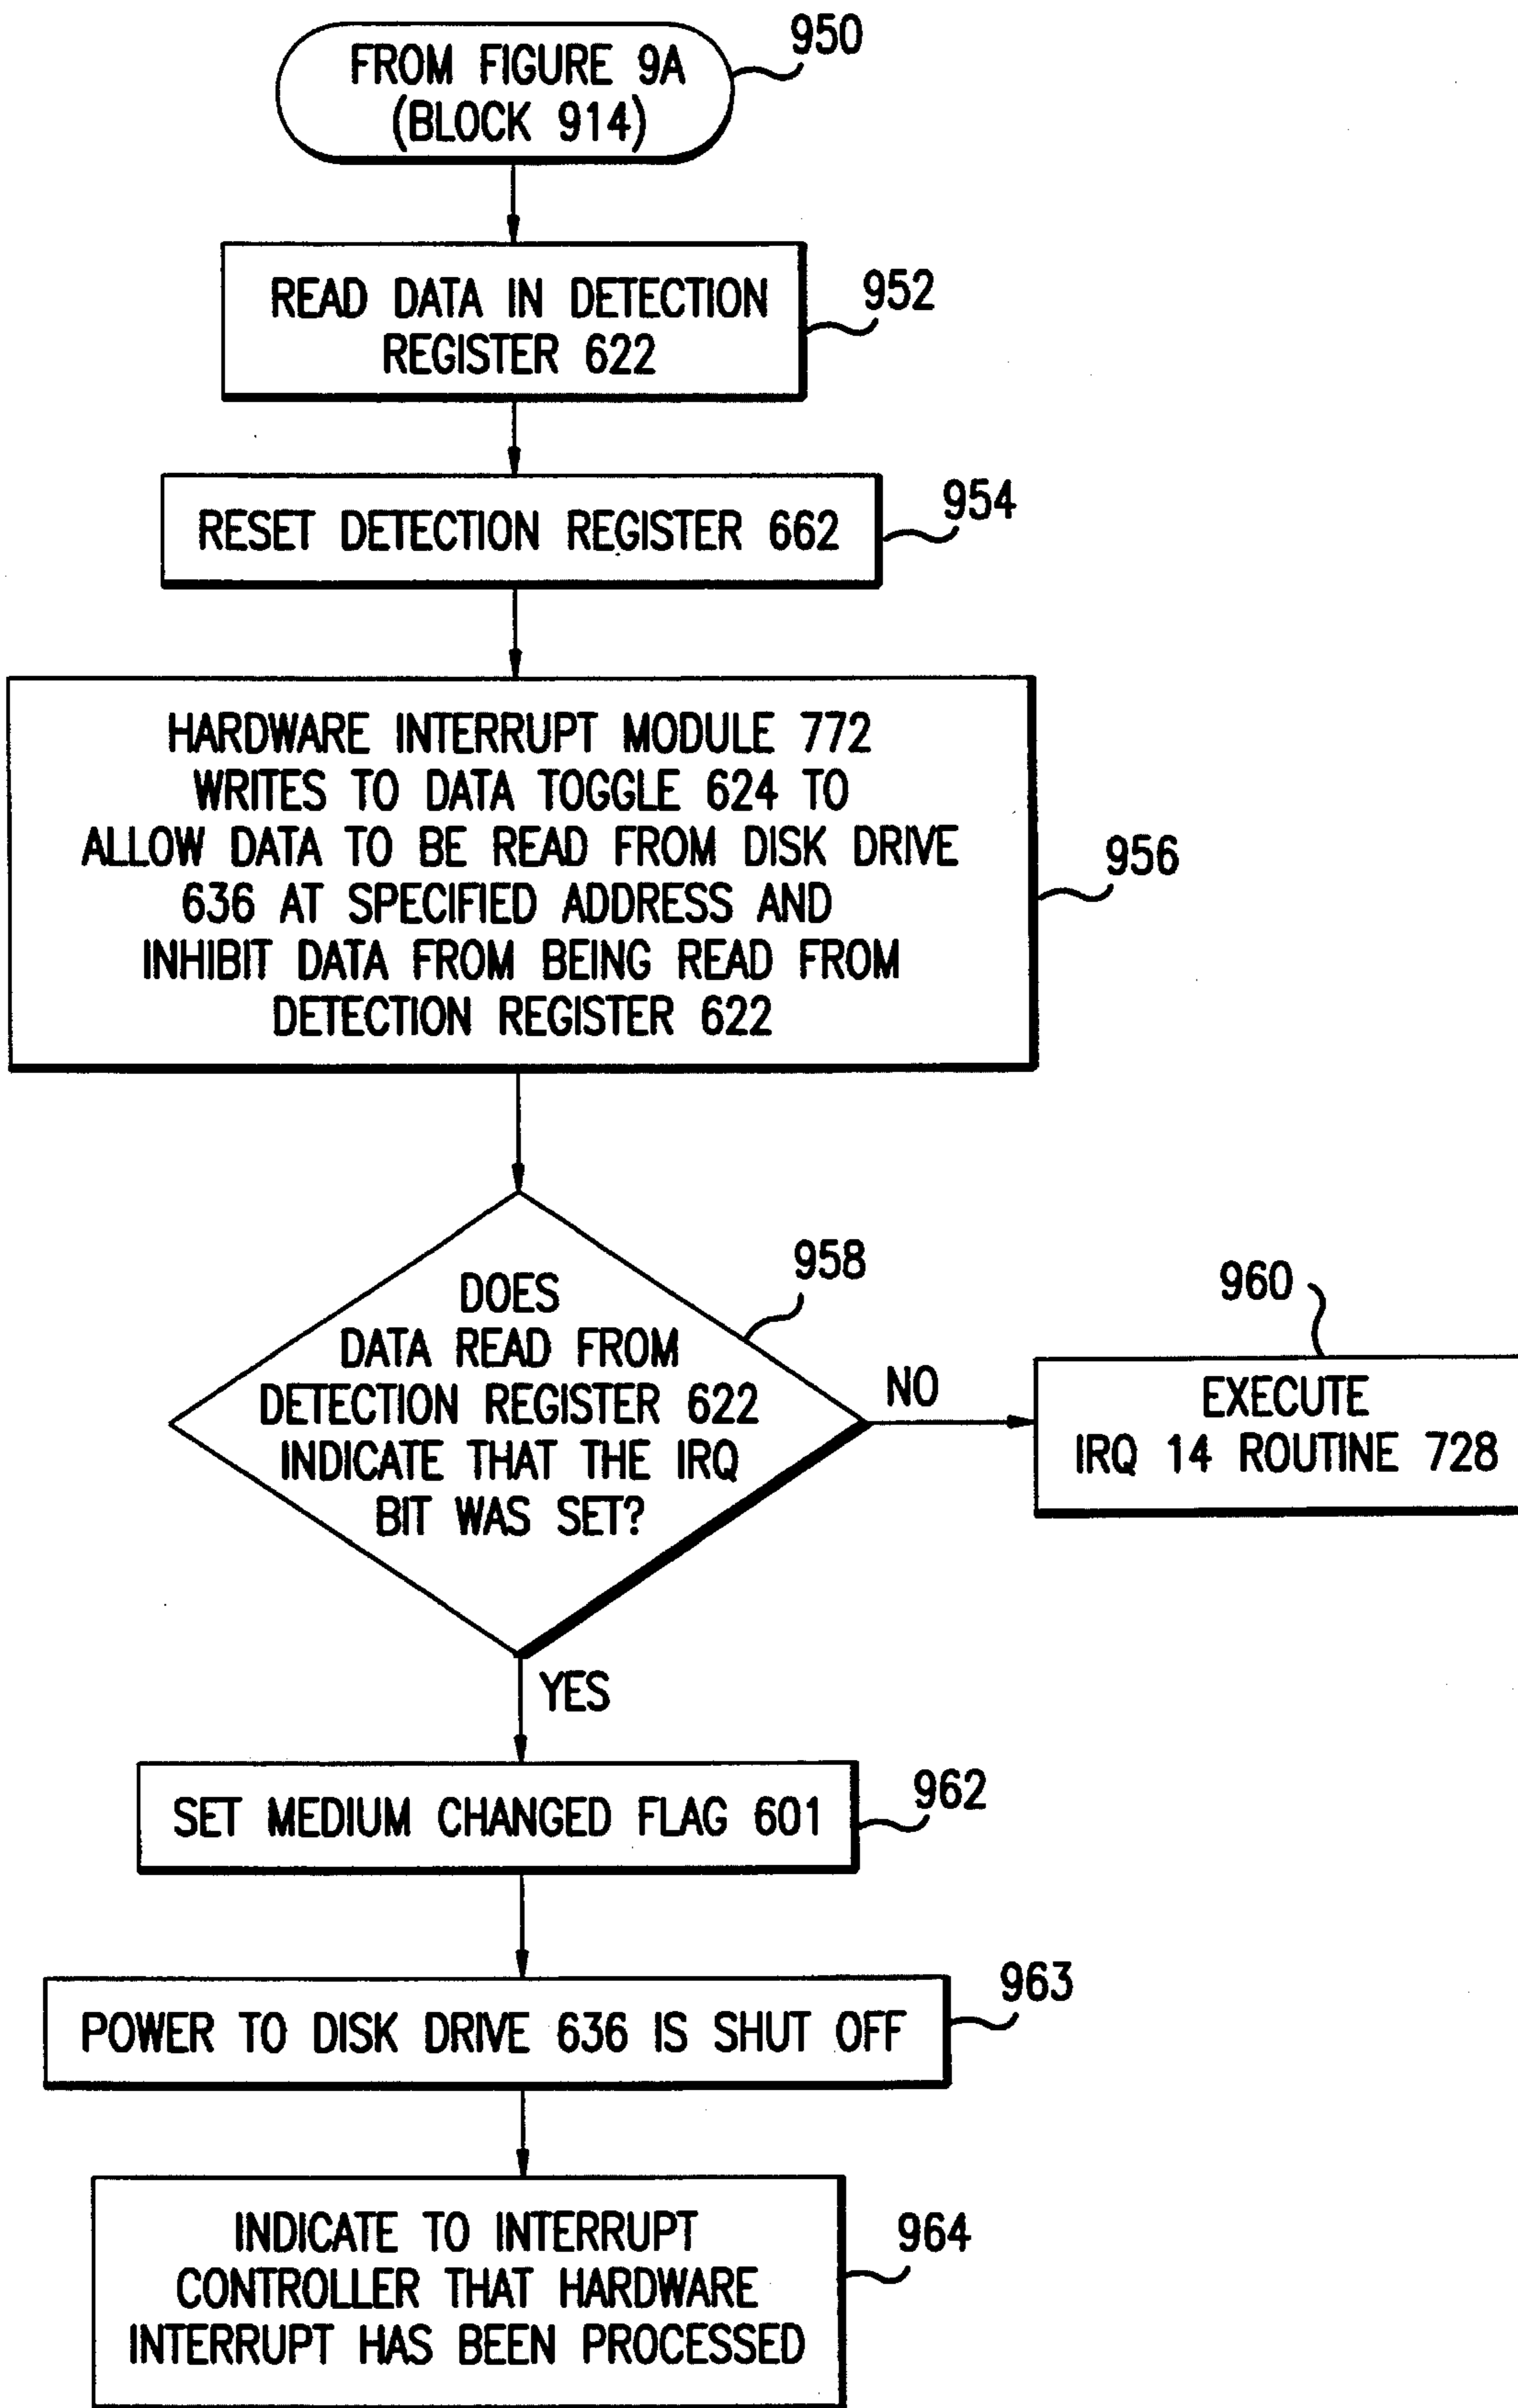 FROM FIGURE 9A
(BLOCK 914)
950
READ DATA IN DETECTION
REGISTER 622
952
RESET DETECTION REGISTER 662
954
HARDWARE INTERRUPT MODULE 772
WRITES TO DATA TOGGLE 624 TO
ALLOW DATA TO BE READ FROM DISK DRIVE
636 AT SPECIFIED ADDRESS AND
INHIBIT DATA FROM BEING READ FROM
DETECTION REGISTER 622
956
DOES
DATA READ FROM
DETECTION REGISTER 622
INDICATE THAT THE IRQ
BIT WAS SET?
958
NO
960
EXECUTE
IRQ 14 ROUTINE 728
YES
SET MEDIUM CHANGED FLAG 601
962
POWER TO DISK DRIVE 636 IS SHUT OFF
963
INDICATE TO INTERRUPT
CONTROLLER THAT HARDWARE
INTERRUPT HAS BEEN PROCESSED
964